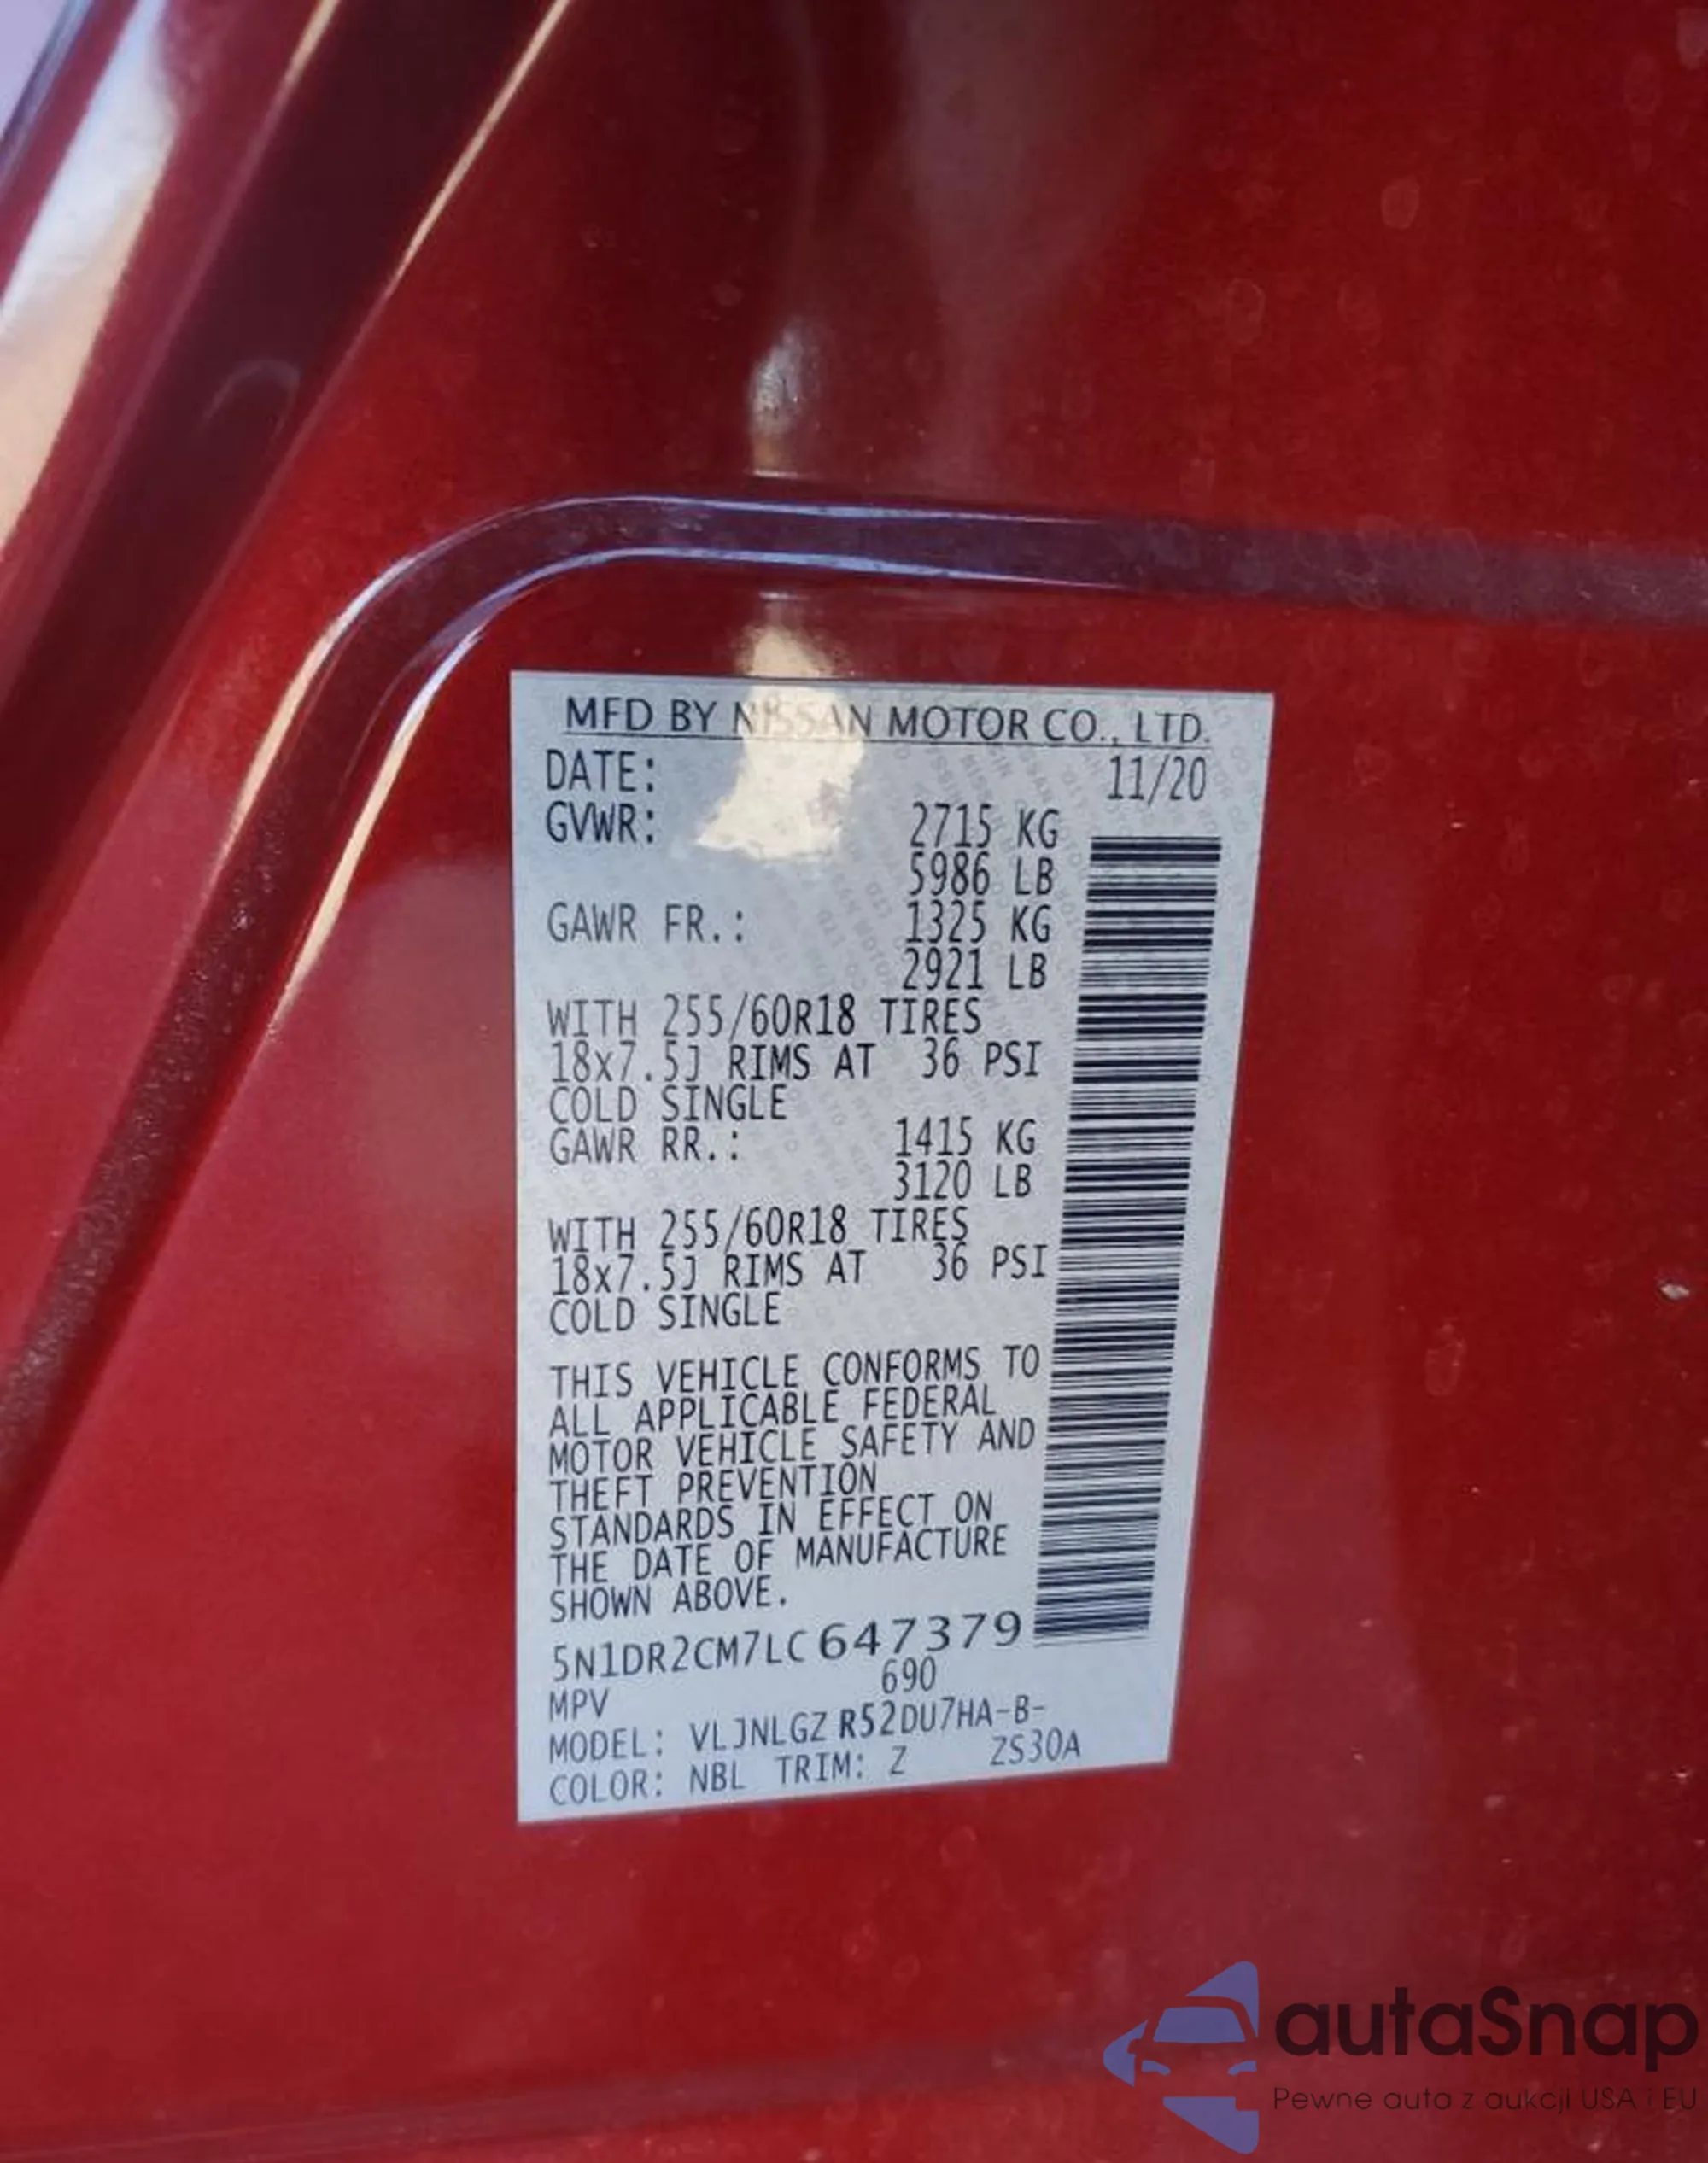 MFD BY NISSAN MOTOR CO., LTD.
DATE: 11/20
GVWR: 2715 KG
5986 LB
GAWR FR.: 1325 KG
2921 LB
WITH 255/60R18 TIRES
18x7.5J RIMS AT 36 PSI
COLD SINGLE
GAWR RR.: 1415 KG
3120 LB
WITH 255/60R18 TIRES
18x7.5J RIMS AT 36 PSI
COLD SINGLE
THIS VEHICLE CONFORMS TO
ALL APPLICABLE FEDERAL
MOTOR VEHICLE SAFETY AND
THEFT PREVENTION
STANDARDS IN EFFECT ON
THE DATE OF MANUFACTURE
SHOWN ABOVE.
5N1DR2CM7LC647379
690
MPV
MODEL: VLJNLGZ R52DU7HA-B-
COLOR: NBL TRIM: Z ZS30A
autaSnap
Pewne auta z aukcji USA i EU